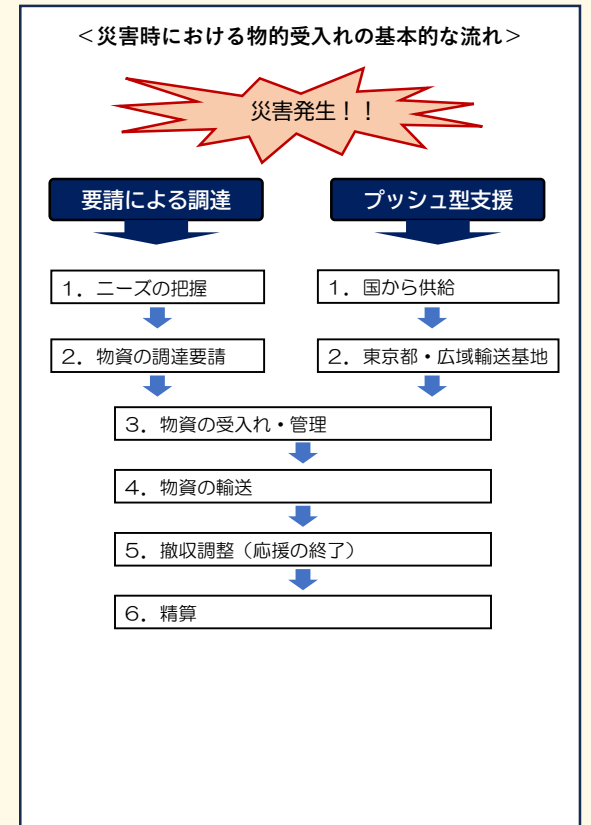 ＜災害時における物的受入れの基本的な流れ＞
災害発生！！
要請による調達
プッシュ型支援
１．ニーズの把握
１．国から供給
２．物資の調達要請
２．東京都・広域輸送基地
３．物資の受入れ・管理
４．物資の輸送
５．撤収調整（応援の終了）
６．精算